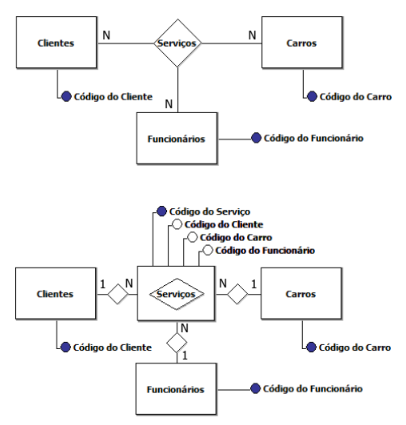 Clientes N Serviços N Carros
Código do Cliente
Código do Carro
N
Funcionários
Código do Funcionário
Código do Serviço
Código do Cliente
Código do Carro
Código do Funcionário
Clientes 1 N Serviços N 1 Carros
Código do Cliente
N
Código do Carro
1
Funcionários
Código do Funcionário